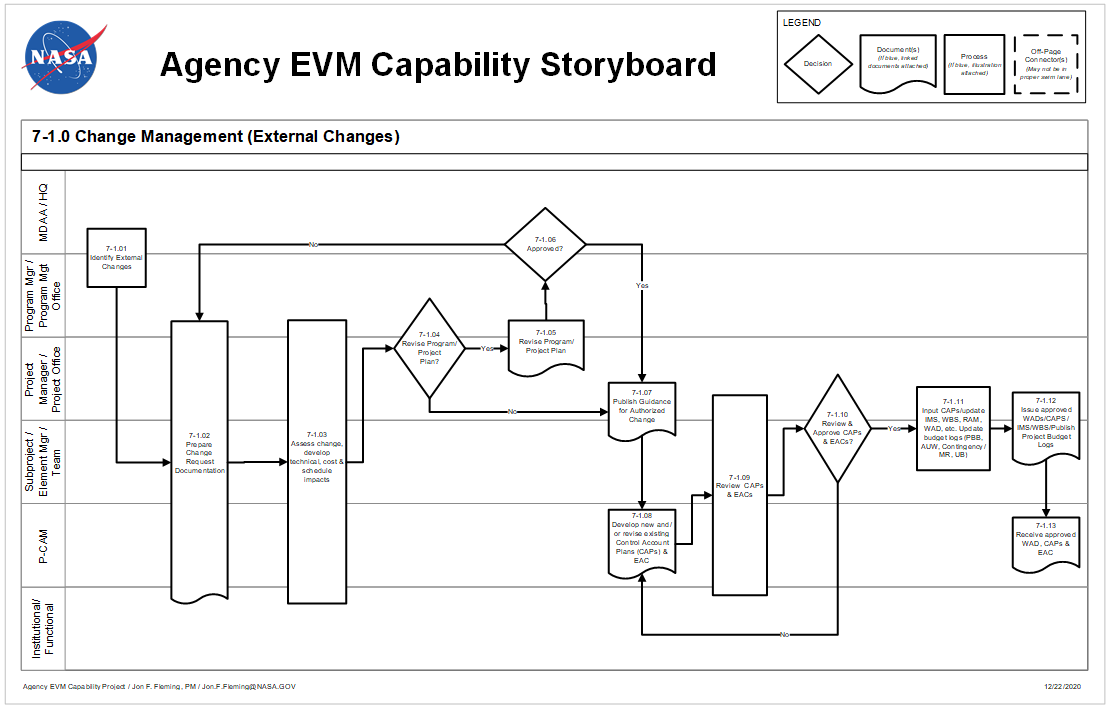 NASA
Agency EVM Capability Storyboard
LEGEND
Decision
Document(s)
(If blue, linked
documents attached)
Process
(If blue, illustration
attached)
Off-Page
Connector(s)
(May not be in
proper swim lane)
7-1.0 Change Management (External Changes)
MDAA / HQ
Program Mgr /
Program Mgt
Office
Project
Manager /
Project Office
Subproject /
Element Mgr /
Team
P-CAM
Institutional/
Functional
7-1.01
Identify External
Changes
7-1.02
Prepare
Change
Request
Documentation
7-1.03
Assess change,
develop
technical, cost &
schedule
impacts
7-1.04
Revise Program/
Project
Plan?
Yes
No
7-1.05
Revise Program/
Project Plan
7-1.06
Approved?
No
Yes
7-1.07
Publish Guidance
for Authorized
Change
7-1.08
Develop new and/
or revise existing
Control Account
Plans (CAPs) &
EAC
7-1.09
Review CAPs
& EACs
7-1.10
Review &
Approve CAPs
& EACs?
Yes
No
7-1.11
Input CAPs/update
IMS, WBS, RAM,
WAD, etc. Update
budget logs (PBB,
AUW, Contingency /
MR, UB)
7-1.12
Issue approved
WADs/CAPS /
IMS/WBS/Publish
Project Budget
Logs
7-1.13
Receive approved
WAD, CAPs &
EAC
Agency EVM Capability Project / Jon F. Fleming, PM / Jon.F.Fleming@NASA.GOV
12/22/2020